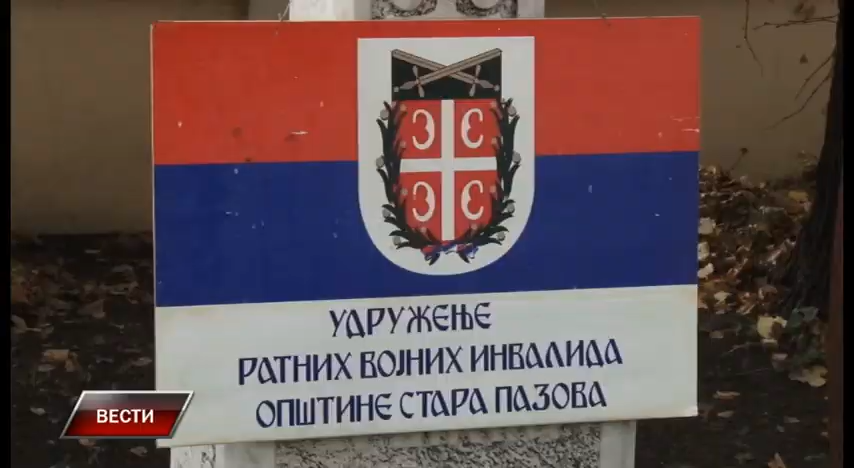 УДРУЖЕЊЕ
РАТНИХ ВОЈНИХ ИНВАЛИДА
ОПШТИНЕ СТАРА ПАЗОВА
ВЕСТИ